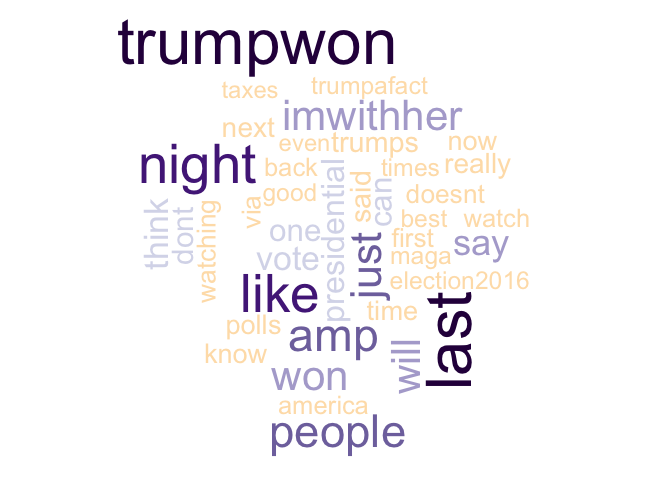 trumpwon
taxes
trumpafact
imwithher
next
now
even
trumps
night
back
times
really
good
said
can
doesnt
think
dont
watching
via
presidential
one
best
watch
first
say
just
vote
maga
election2016
like
last
time
polls
amp
know
will
won
america
people